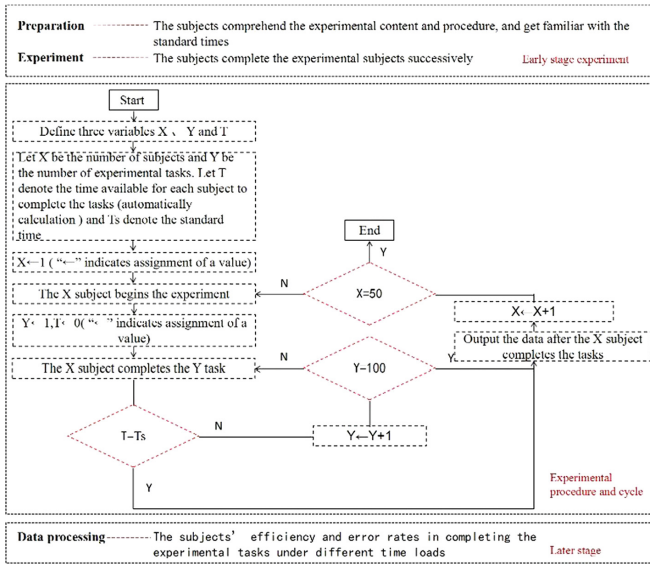 Preparation
The subjects comprehend the experimental content and procedure, and get familiar with the
standard times
Experiment
The subjects complete the experimental subjects successively
Early stage experiment
Start
Define three variables X 、 Y and T
Let X be the number of subjects and Y be
the number of experimental tasks. Let T
denote the time available for each subject to
complete the tasks (automatically
calculation ) and Ts denote the standard
time
X←1 ( “←” indicates assignment of a value)
The X subject begins the experiment
Y←1,T←0( “←” indicates assignment of a
value)
The X subject completes the Y task
T−Ts
N
Y
Y←Y+1
Y−100
N
Y
X=50
N
Y
End
X←X+1
Output the data after the X subject
completes the tasks
Experimental
procedure and cycle
Data processing
The subjects’ efficiency and error rates in completing the
experimental tasks under different time loads
Later stage